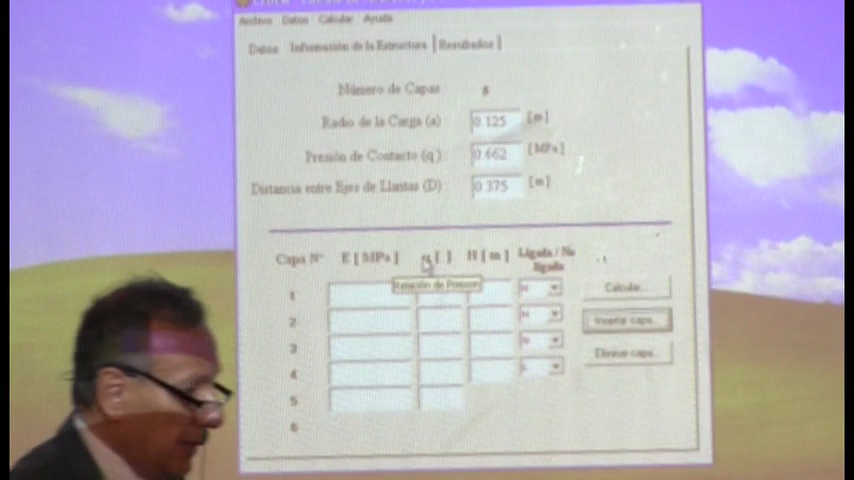 Archivo Datos Calcular Ayuda
Datos Información de la Estructura Resultados
Número de Capas
Radio de la Carga (a) 0.125 [m]
Presión de Contacto (q) 0.662 [MPa]
Distancia entre Ejes de Llantas (D) 0.375 [m]
Capa N° E [ MPa ] [ ] H [ m ] Ligada / No
ligada
Relación de Poisson
1 N Calcular...
2 N Insertar capa...
3 N Eliminar capa...
4 L
5
6